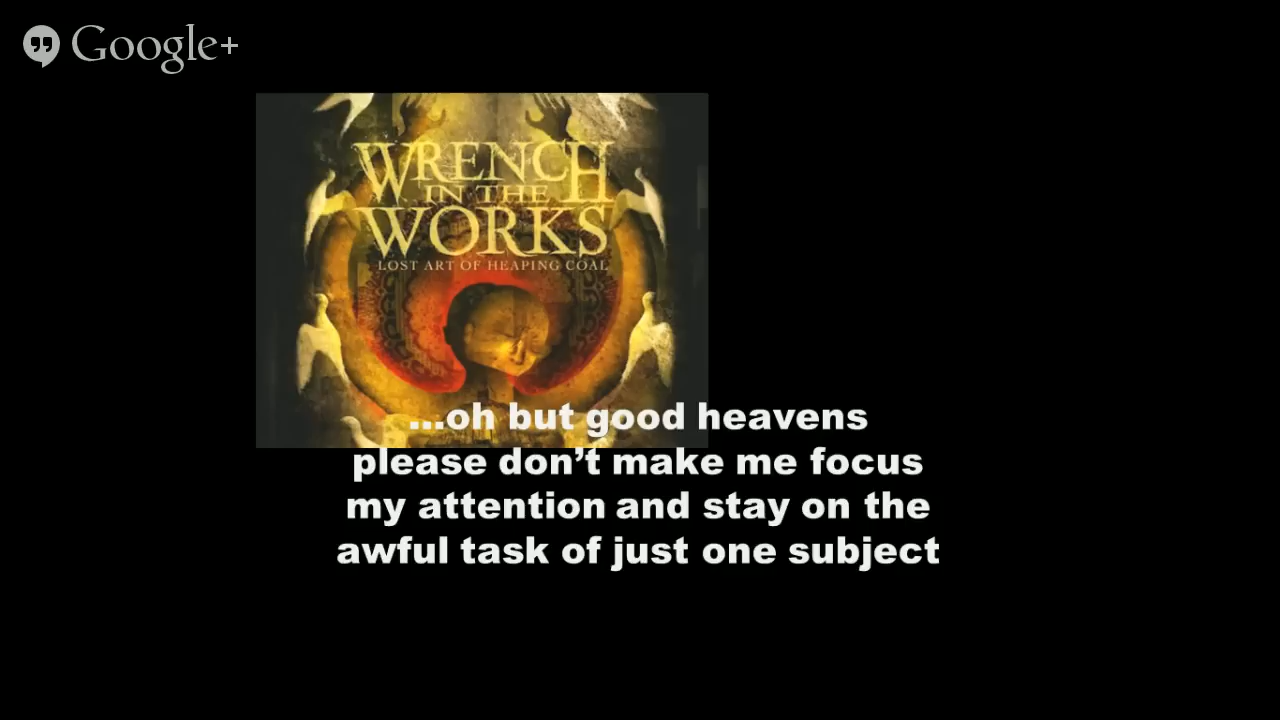 Google+
WRENCH
IN THE
WORKS
LOST ART OF HEAPING COAL
...oh but good heavens
please don’t make me focus
my attention and stay on the
awful task of just one subject